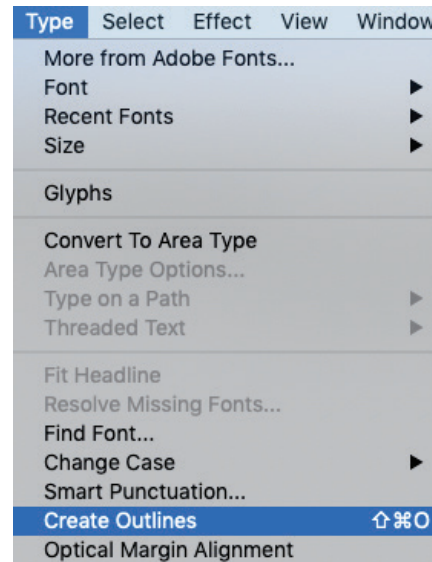 Type Select Effect View Window
More from Adobe Fonts...
Font
Recent Fonts
Size
Glyphs
Convert To Area Type
Area Type Options...
Type on a Path
Threaded Text
Fit Headline
Resolve Missing Fonts...
Find Font...
Change Case
Smart Punctuation...
Create Outlines ⇧⌘O
Optical Margin Alignment